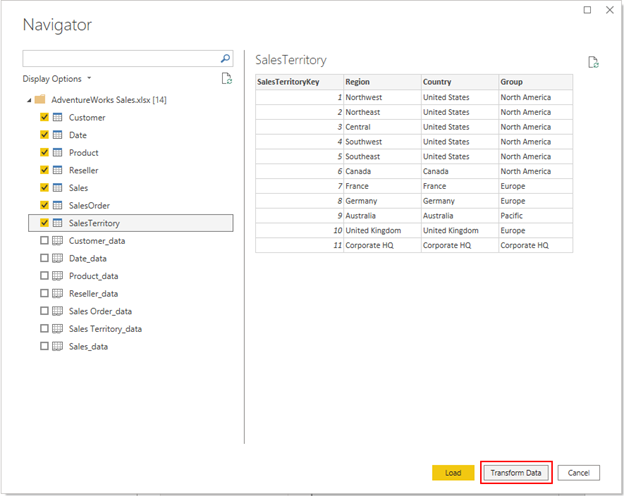 Navigator
Display Options
AdventureWorks Sales.xlsx [14]
Customer
Date
Product
Reseller
Sales
SalesOrder
SalesTerritory
Customer_data
Date_data
Product_data
Reseller_data
Sales Order_data
Sales Territory_data
Sales_data
SalesTerritory
SalesTerritoryKey Region Country Group
1 Northwest United States North America
2 Northeast United States North America
3 Central United States North America
4 Southwest United States North America
5 Southeast United States North America
6 Canada Canada North America
7 France France Europe
8 Germany Germany Europe
9 Australia Australia Pacific
10 United Kingdom United Kingdom Europe
11 Corporate HQ Corporate HQ Corporate HQ
Load Transform Data Cancel